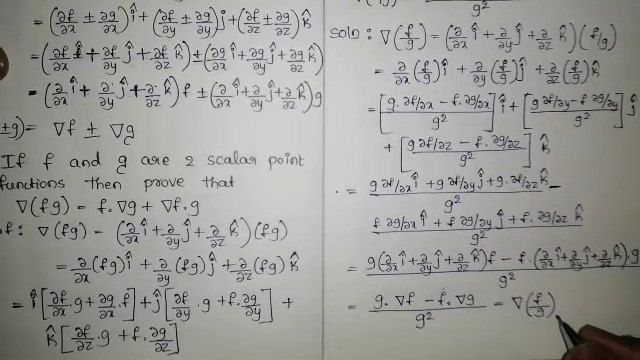 = (∂f/∂x ± ∂g/∂x) î + (∂f/∂y ± ∂g/∂y) ĵ + (∂f/∂z ± ∂g/∂z) k̂
= (∂f/∂x î + ∂f/∂y ĵ + ∂f/∂z k̂) ± (∂g/∂x î + ∂g/∂y ĵ + ∂g/∂z k̂)
= (∂/∂x î + ∂/∂y ĵ + ∂/∂z k̂) f ± (∂/∂x î + ∂/∂y ĵ + ∂/∂z k̂) g
±g) = ∇f ± ∇g
If f and g are 2 scalar point
functions then prove that
∇(fg) = f·∇g + ∇f·g
f: ∇(fg) = (∂/∂x î + ∂/∂y ĵ + ∂/∂z k̂)(fg)
= ∂/∂x (fg) î + ∂/∂y (fg) ĵ + ∂/∂z (fg) k̂
= î [∂f/∂x · g + ∂g/∂x · f] + ĵ [∂f/∂y · g + f · ∂g/∂y] +
k̂ [∂f/∂z · g + f · ∂g/∂z]
g²
Soln: ∇(f/g) = (∂/∂x î + ∂/∂y ĵ + ∂/∂z k̂)(f/g)
= ∂/∂x (f/g) î + ∂/∂y (f/g) ĵ + ∂/∂z (f/g) k̂
= [g·∂f/∂x − f·∂g/∂x / g²] î + [g ∂f/∂y − f ∂g/∂y / g²] ĵ
+ [g ∂f/∂z − f·∂g/∂z / g²] k̂
= g ∂f/∂x î + g ∂f/∂y ĵ + g·∂f/∂z k̂ −
f ∂g/∂x î + f ∂g/∂y ĵ + f·∂g/∂z k̂
g²
= g(∂/∂x î + ∂/∂y ĵ + ∂/∂z k̂) f − f·(∂/∂x î + ∂/∂y ĵ + ∂/∂z k̂)·g
g²
= g·∇f − f·∇g / g² = ∇(f/g)